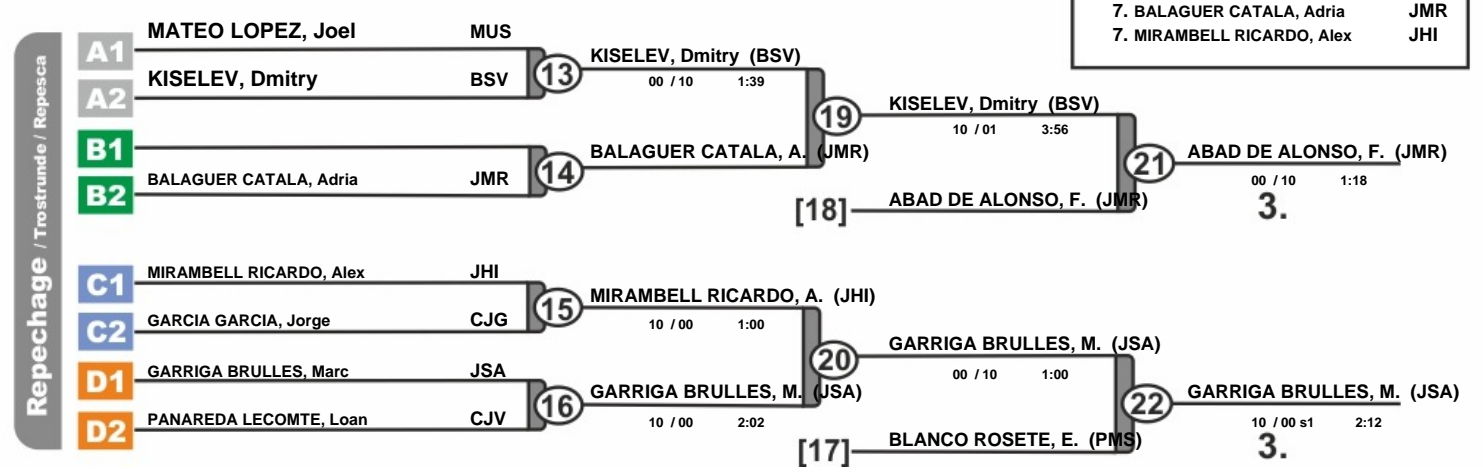 7. BALAGUER CATALA, Adria JMR
7. MIRAMBELL RICARDO, Alex JHI
Repechage / Trostrunde / Repesca
A1 MATEO LOPEZ, Joel MUS
A2 KISELEV, Dmitry BSV
13 KISELEV, Dmitry (BSV)
00 / 10 1:39
B1
B2 BALAGUER CATALA, Adria JMR
14 BALAGUER CATALA, A. (JMR)
19 KISELEV, Dmitry (BSV)
10 / 01 3:56
[18] ABAD DE ALONSO, F. (JMR)
21 ABAD DE ALONSO, F. (JMR)
00 / 10 1:18
3.
C1 MIRAMBELL RICARDO, Alex JHI
C2 GARCIA GARCIA, Jorge CJG
15 MIRAMBELL RICARDO, A. (JHI)
10 / 00 1:00
D1 GARRIGA BRULLES, Marc JSA
D2 PANAREDA LECOMTE, Loan CJV
16 GARRIGA BRULLES, M. (JSA)
10 / 00 2:02
20 GARRIGA BRULLES, M. (JSA)
00 / 10 1:00
[17] BLANCO ROSETE, E. (PMS)
22 GARRIGA BRULLES, M. (JSA)
10 / 00 s1 2:12
3.